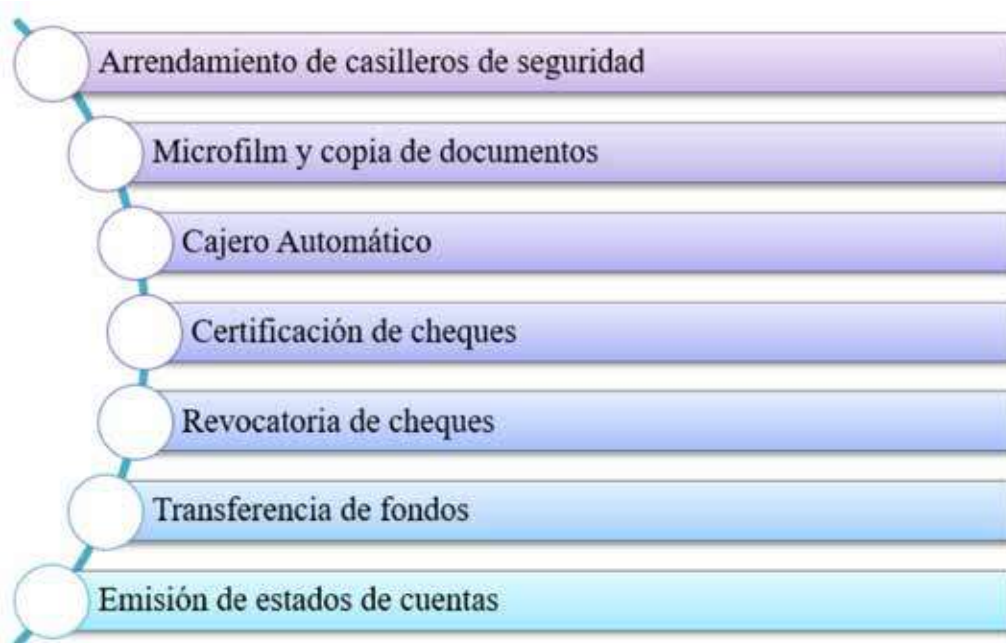 Arrendamiento de casilleros de seguridad
Microfilm y copia de documentos
Cajero Automático
Certificación de cheques
Revocatoria de cheques
Transferencia de fondos
Emisión de estados de cuentas